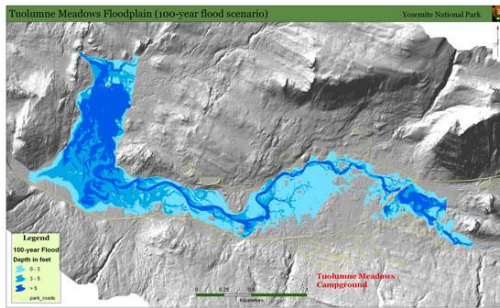 Tuolumne Meadows Floodplain (100-year flood scenario)
Yosemite National Park
Legend
100-year Flood
Depth in feet
0 - 3
3 - 5
> 5
park_roads
Tuolumne Meadows
Campground
Kilometers